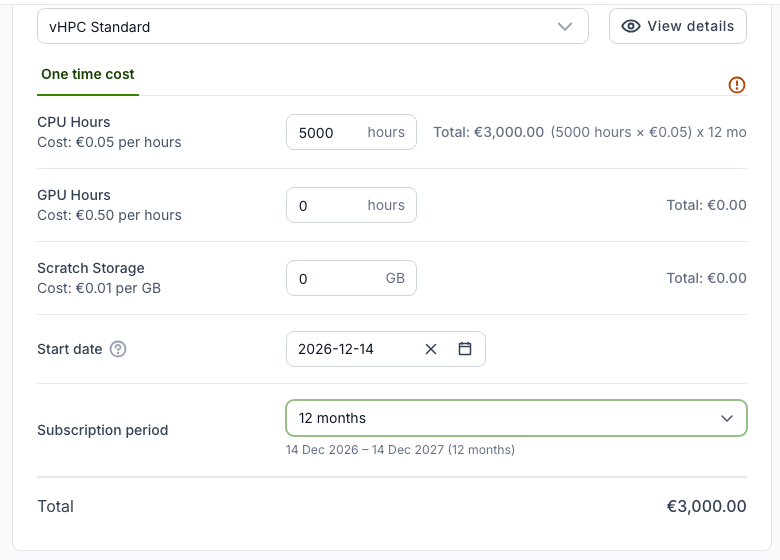 vHPC Standard
View details
One time cost
CPU Hours
Cost: €0.05 per hours
5000 hours
Total: €3,000.00 (5000 hours × €0.05) x 12 mo
GPU Hours
Cost: €0.50 per hours
0 hours
Total: €0.00
Scratch Storage
Cost: €0.01 per GB
0 GB
Total: €0.00
Start date
2026-12-14
Subscription period
12 months
14 Dec 2026 – 14 Dec 2027 (12 months)
Total
€3,000.00